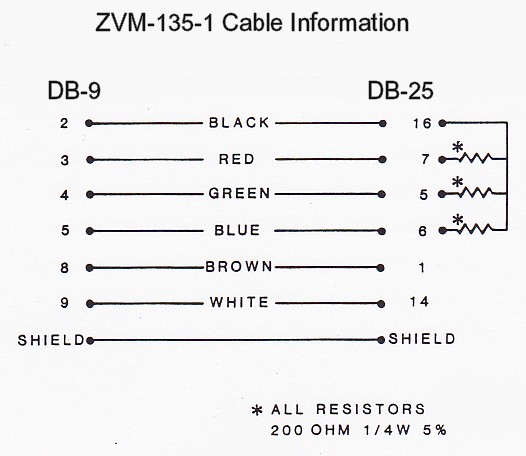 ZVM-135-1 Cable Information
DB-9 DB-25
2 BLACK 16
3 RED 7 *
4 GREEN 5 *
5 BLUE 6 *
8 BROWN 1
9 WHITE 14
SHIELD SHIELD
* ALL RESISTORS
200 OHM 1/4W 5%